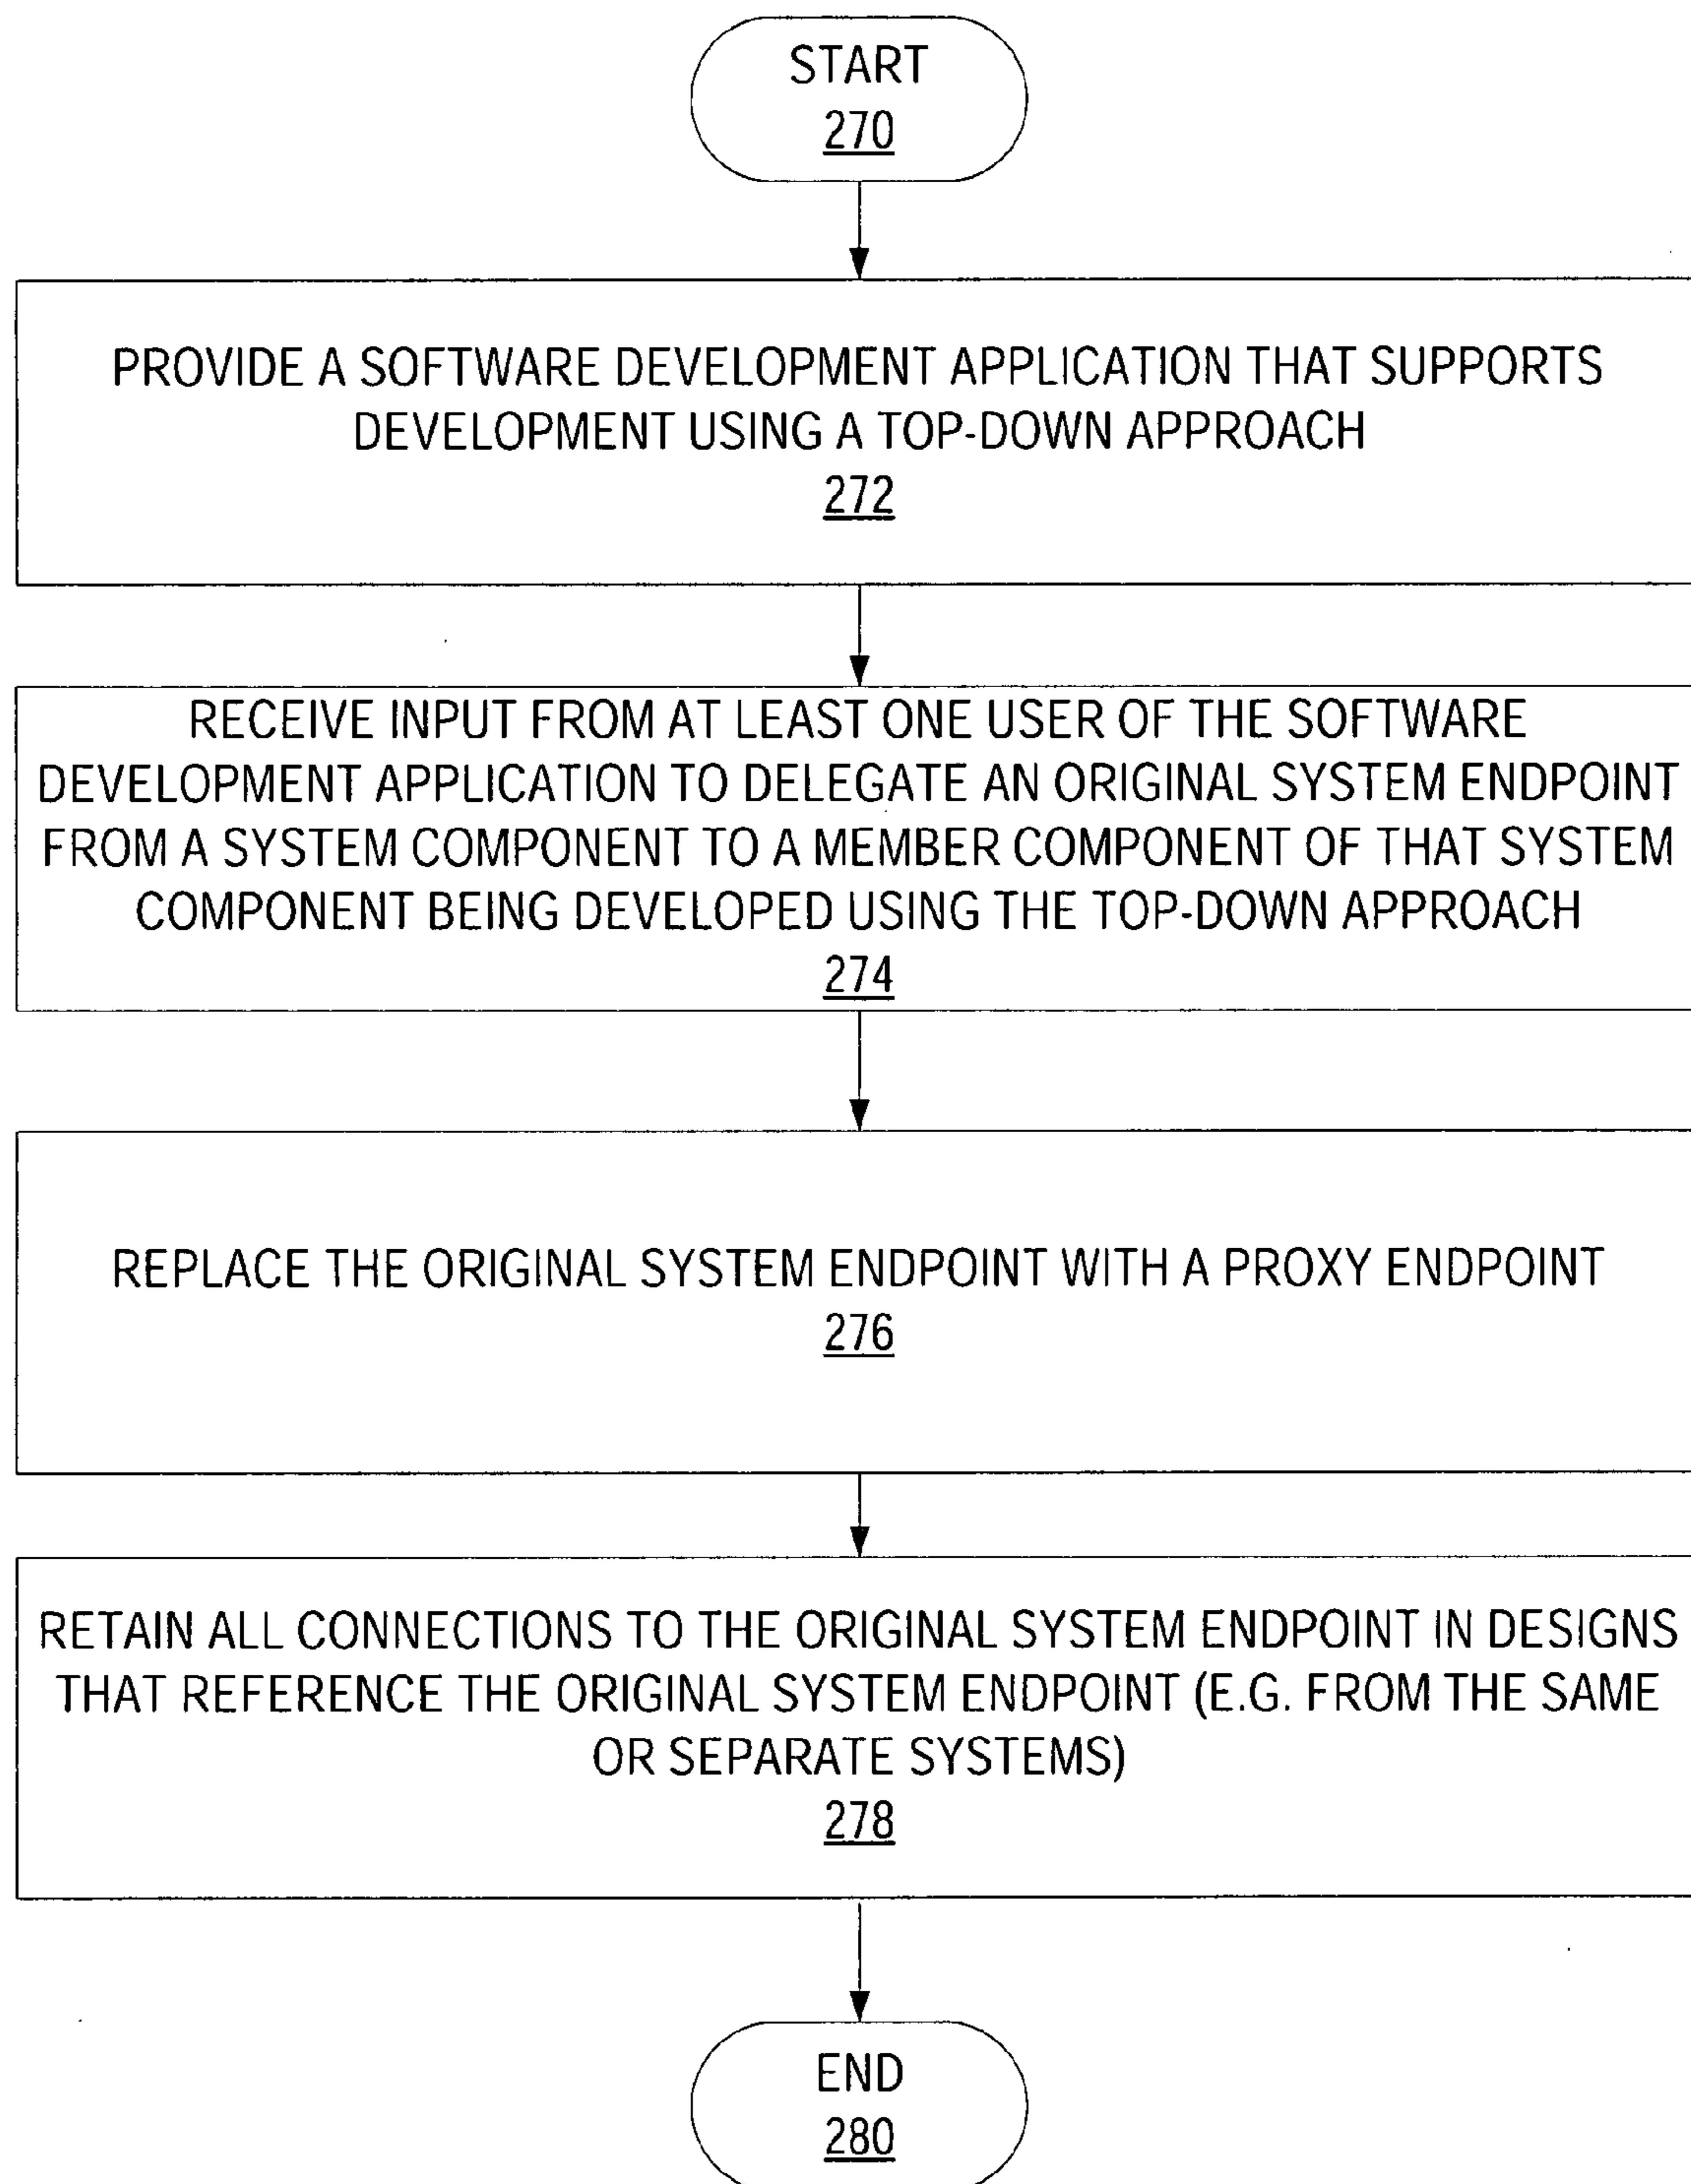 START
270
PROVIDE A SOFTWARE DEVELOPMENT APPLICATION THAT SUPPORTS
DEVELOPMENT USING A TOP-DOWN APPROACH
272
RECEIVE INPUT FROM AT LEAST ONE USER OF THE SOFTWARE
DEVELOPMENT APPLICATION TO DELEGATE AN ORIGINAL SYSTEM ENDPOINT
FROM A SYSTEM COMPONENT TO A MEMBER COMPONENT OF THAT SYSTEM
COMPONENT BEING DEVELOPED USING THE TOP-DOWN APPROACH
274
REPLACE THE ORIGINAL SYSTEM ENDPOINT WITH A PROXY ENDPOINT
276
RETAIN ALL CONNECTIONS TO THE ORIGINAL SYSTEM ENDPOINT IN DESIGNS
THAT REFERENCE THE ORIGINAL SYSTEM ENDPOINT (E.G. FROM THE SAME
OR SEPARATE SYSTEMS)
278
END
280